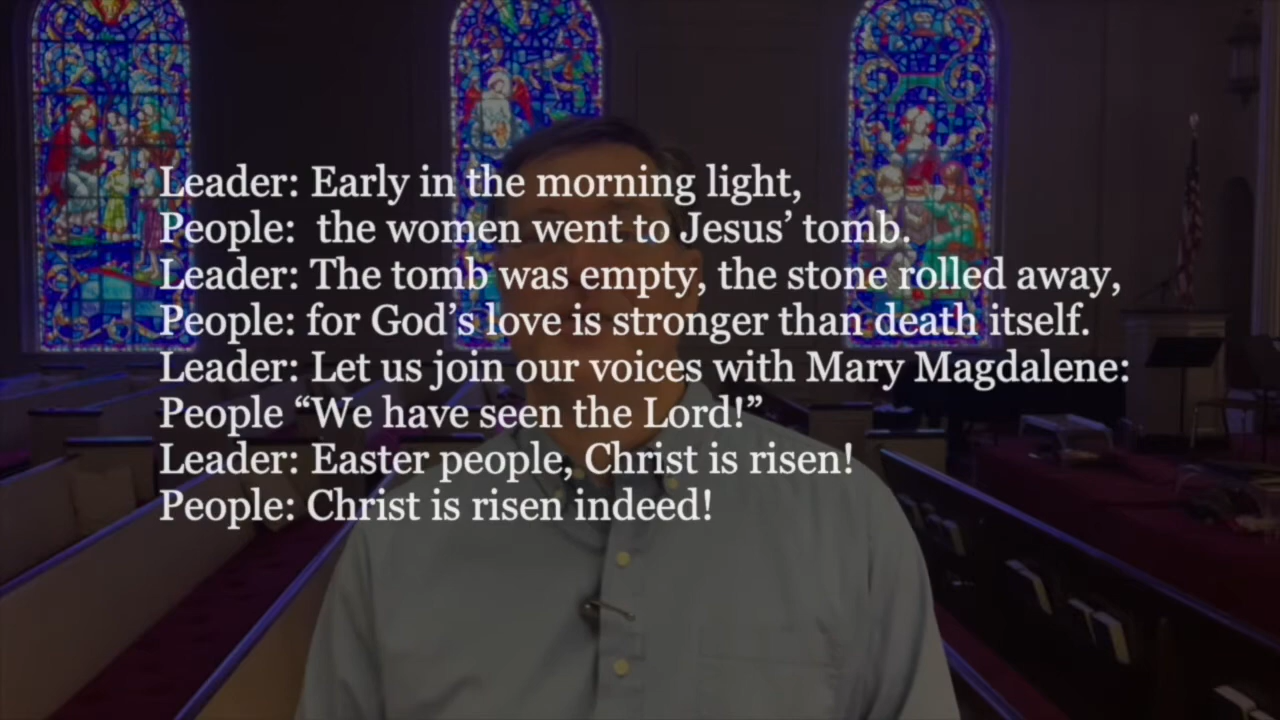 Leader: Early in the morning light,
People:  the women went to Jesus’ tomb.
Leader: The tomb was empty, the stone rolled away,
People: for God’s love is stronger than death itself.
Leader: Let us join our voices with Mary Magdalene:
People “We have seen the Lord!”
Leader: Easter people, Christ is risen!
People: Christ is risen indeed!